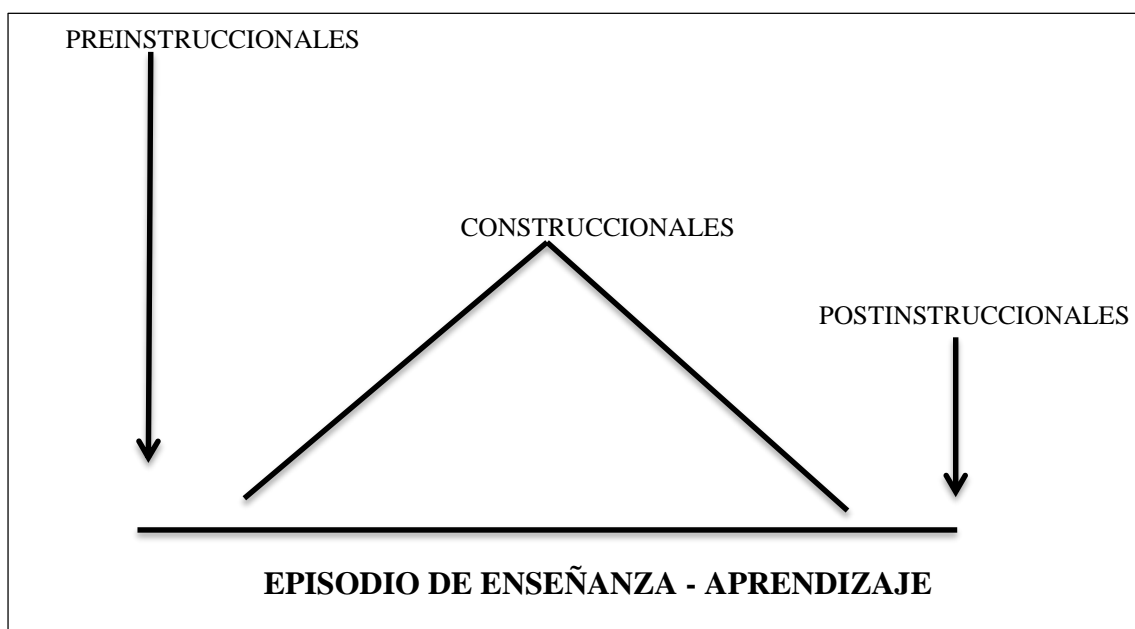 PREINSTRUCCIONALES
CONSTRUCCIONALES
POSTINSTRUCCIONALES
EPISODIO DE ENSEÑANZA - APRENDIZAJE